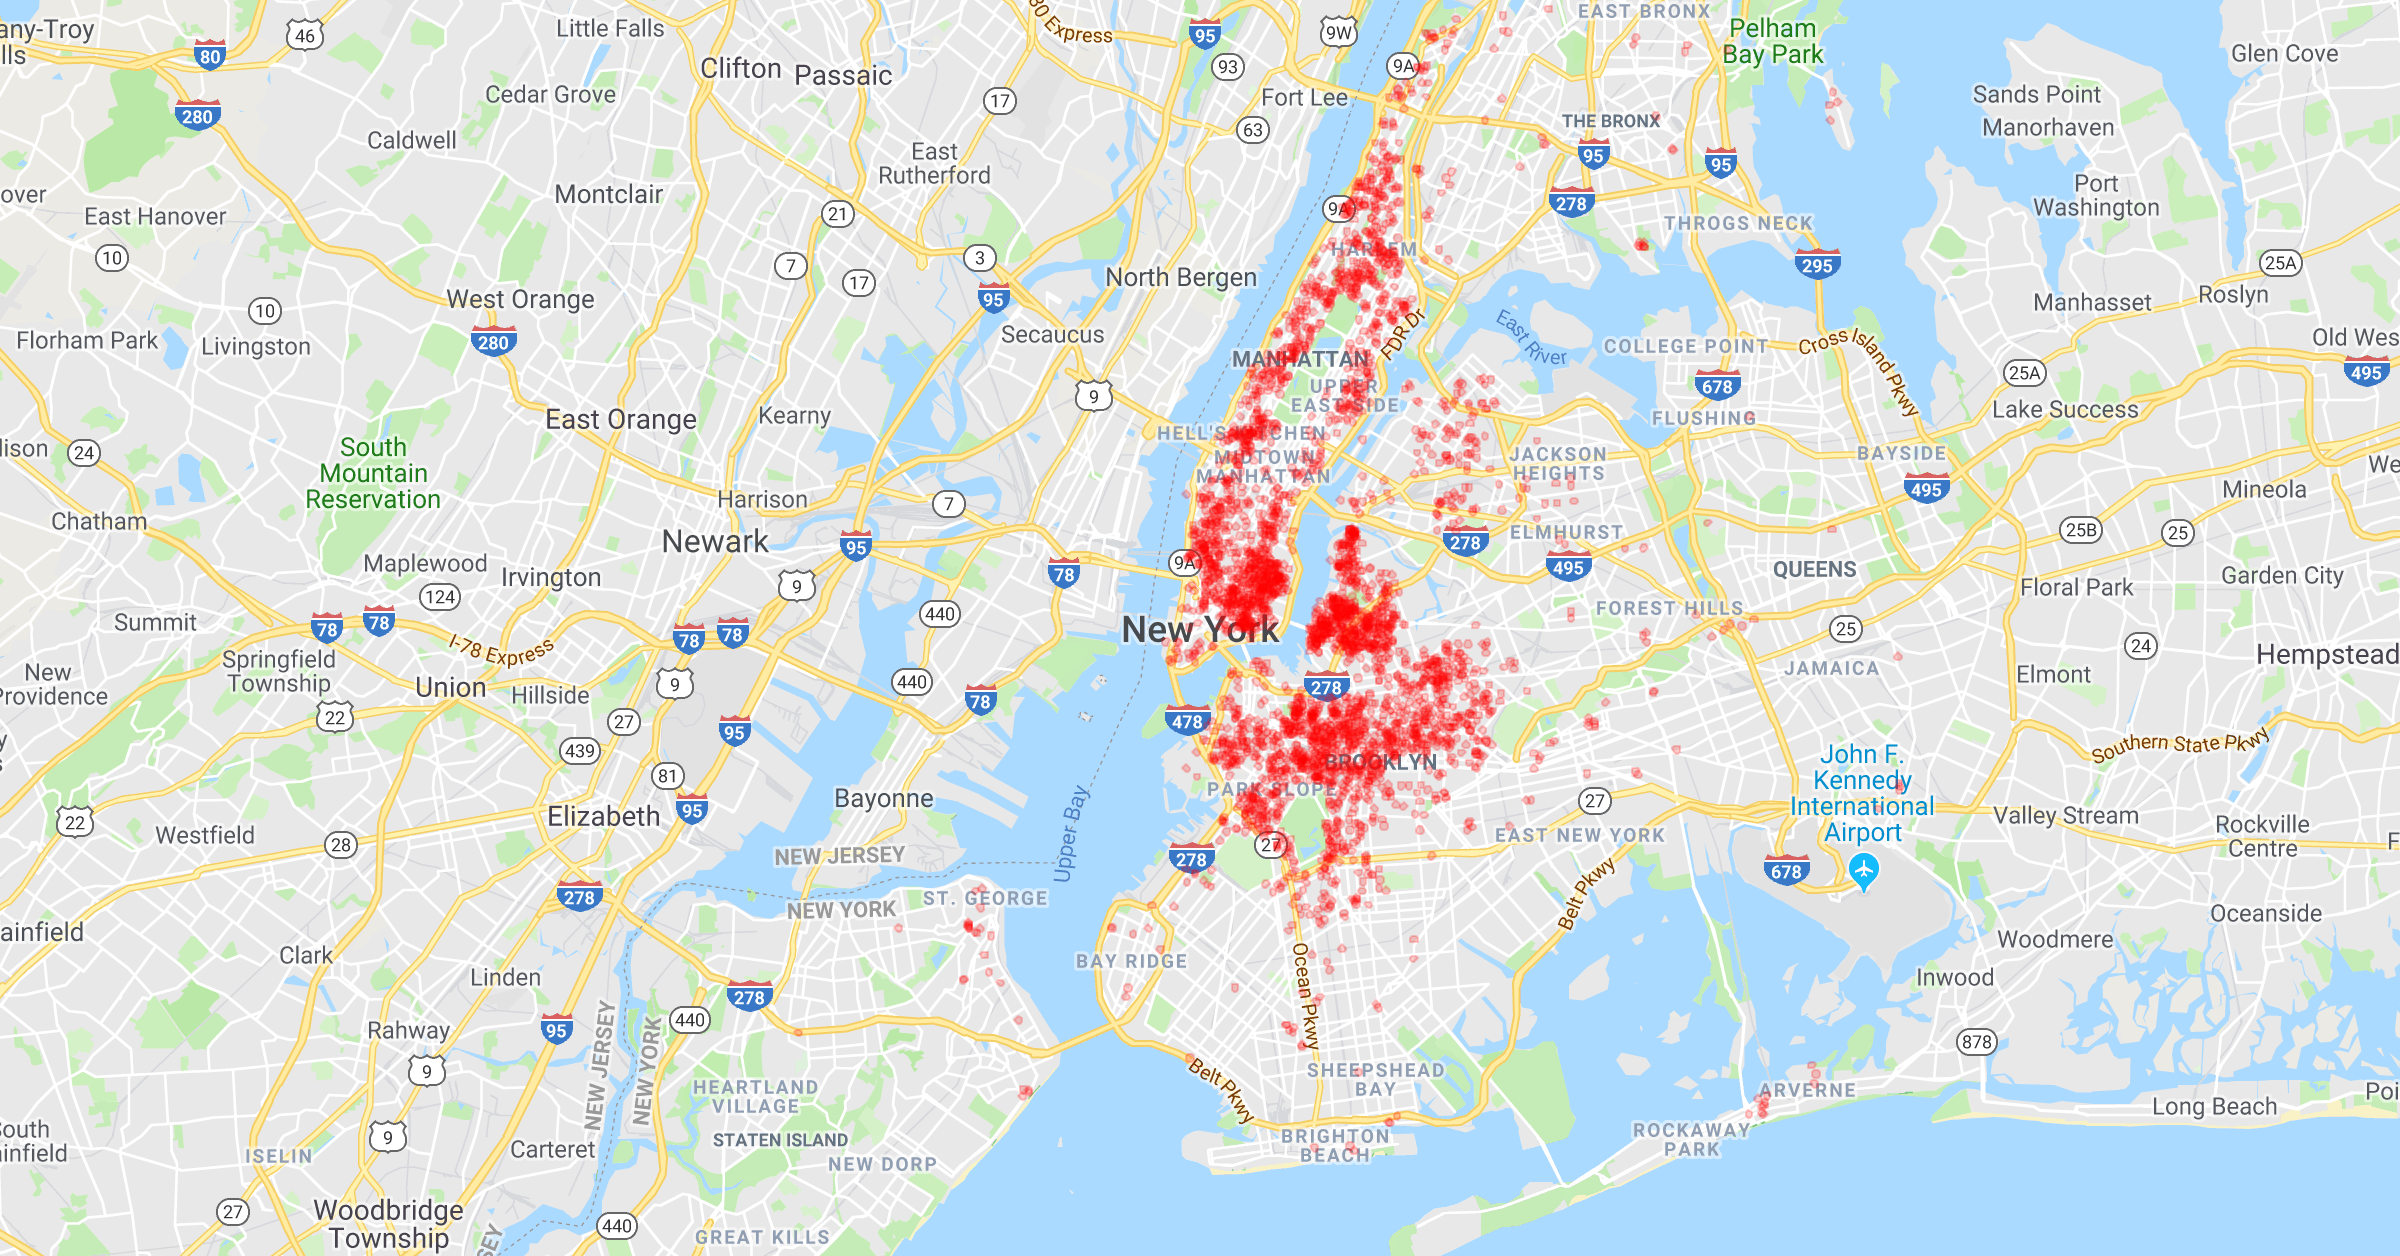 any-Troy
lls
80
46
Little Falls
80 Express
95
9W
EAST BRONX
Pelham
Bay Park
Glen Cove
Clifton
Passaic
93
9A
280
Cedar Grove
17
Fort Lee
Sands Point
Caldwell
63
THE BRONX
Manorhaven
East
Rutherford
95
95
over
Montclair
278
Port
Washington
East Hanover
21
9A
THROGS NECK
10
7
3
HARLEM
295
25A
17
North Bergen
West Orange
95
10
Manhasset
Roslyn
Florham Park
280
Livingston
Secaucus
FDR Dr
East River
COLLEGE POINT
Cross Island Pkwy
Old Wes
MANHATTAN
495
UPPER
EAST SIDE
678
25A
9
East Orange
Kearny
FLUSHING
Lake Success
HELL'S KITCHEN
lison
24
South
Mountain
Reservation
MIDTOWN
MANHATTAN
JACKSON
HEIGHTS
BAYSIDE
We
495
Mineola
Harrison
7
Chatham
Newark
95
278
ELMHURST
25B
25
Maplewood
78
9A
495
QUEENS
Irvington
9
Floral Park
Garden City
124
440
FOREST HILLS
Summit
78
78
New York
25
I-78 Express
78
78
24
Hempstead
New
Providence
Springfield
Township
Union
Hillside
9
440
78
278
JAMAICA
Elmont
22
27
95
478
439
Southern State Pkwy
BROOKLYN
John F.
Kennedy
International
Airport
81
PARK SLOPE
22
Westfield
Elizabeth
95
Bayonne
Upper Bay
27
Valley Stream
28
EAST NEW YORK
Rockville
Centre
F
NEW JERSEY
278
27
678
278
NEW YORK
ST. GEORGE
Belt Pkwy
Oceanside
ainfield
Clark
BAY RIDGE
Ocean Pkwy
Woodmere
Linden
278
Inwood
Rahway
95
NEW JERSEY
NEW YORK
440
878
9
HEARTLAND
VILLAGE
Belt Pkwy
SHEEPSHEAD
BAY
ARVERNE
Poi
Long Beach
South
ainfield
9
Carteret
STATEN ISLAND
BRIGHTON
BEACH
ROCKAWAY
PARK
ISELIN
NEW DORP
27
Woodbridge
Township
440
GREAT KILLS
SEY